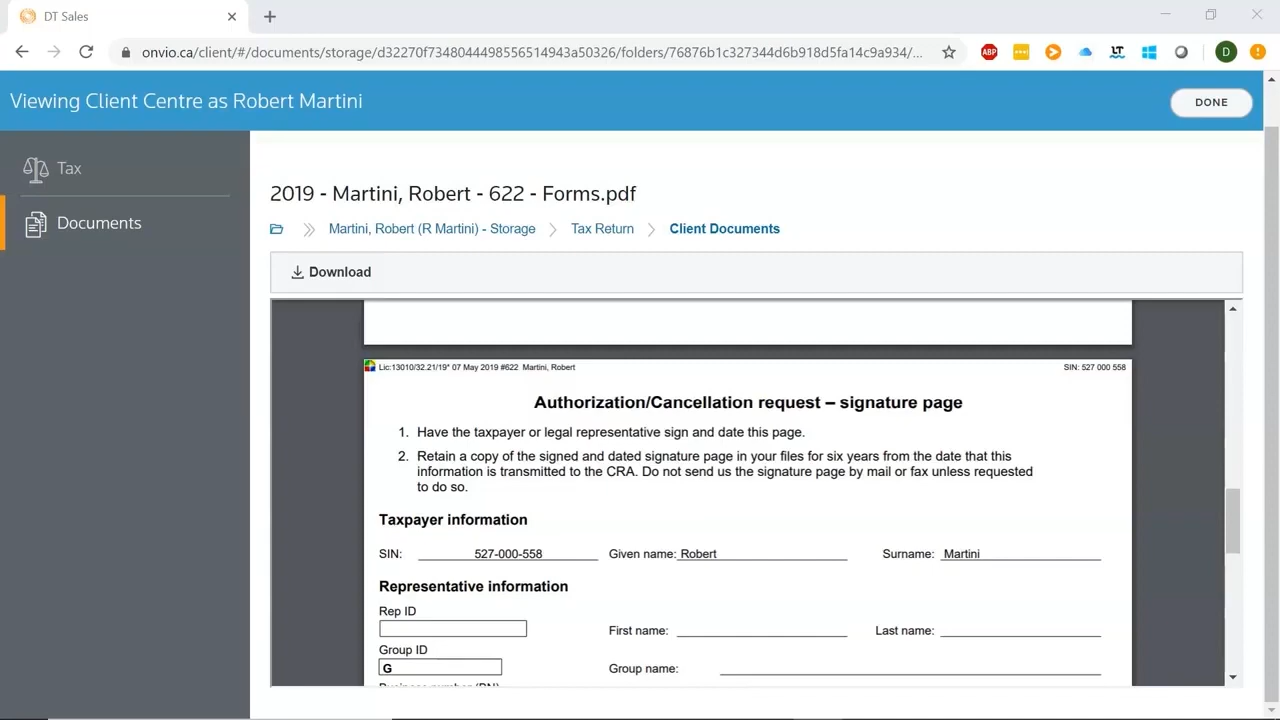 DT Sales
onvio.ca/client/#/documents/storage/d32270f7348044498556514943a50326/folders/76876b1c327344d6b918d5fa14c9a934/...
ABP
LT
D
Viewing Client Centre as Robert Martini
DONE
Tax
Documents
2019 - Martini, Robert - 622 - Forms.pdf
Martini, Robert (R Martini) - Storage
Tax Return
Client Documents
Download
Lic:13010/32.21/19* 07 May 2019 #622 Martini, Robert
SIN: 527 000 558
Authorization/Cancellation request – signature page
1. Have the taxpayer or legal representative sign and date this page.
2. Retain a copy of the signed and dated signature page in your files for six years from the date that this
information is transmitted to the CRA. Do not send us the signature page by mail or fax unless requested
to do so.
Taxpayer information
SIN: 527-000-558 Given name: Robert Surname: Martini
Representative information
Rep ID
First name: Last name:
Group ID
G Group name: